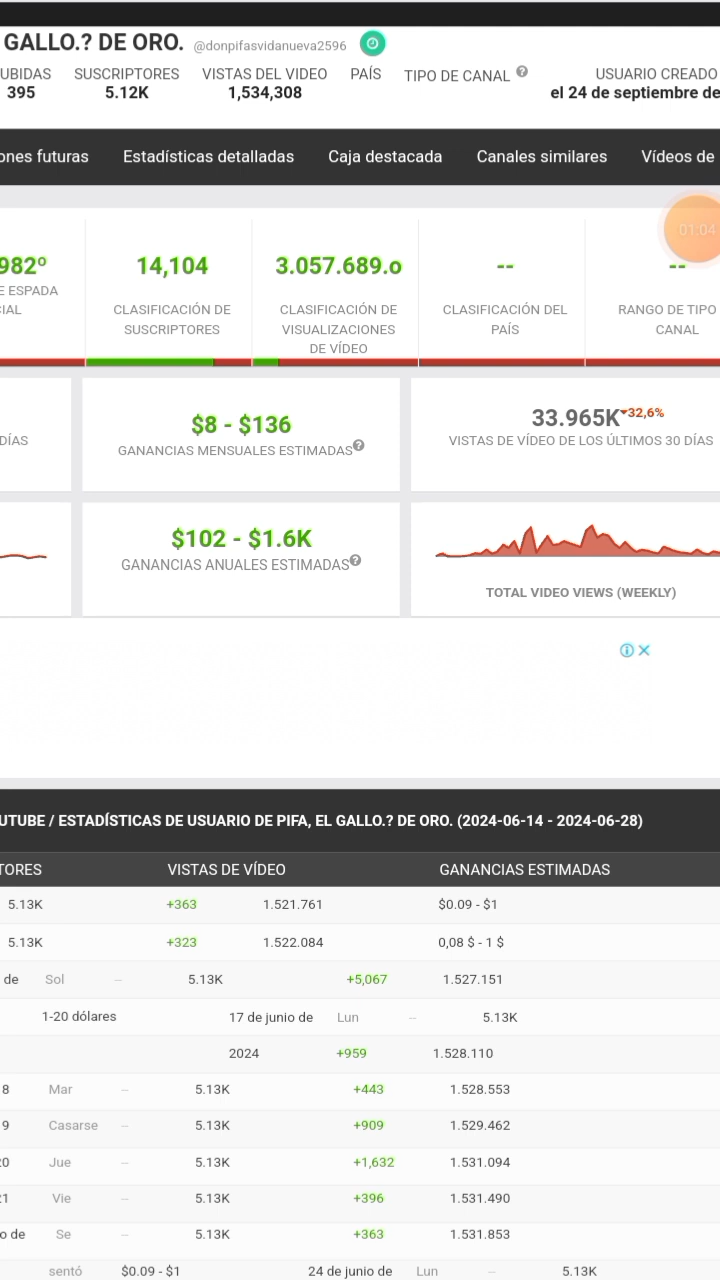 GALLO.? DE ORO. @donpifasvidanueva2596
UBIDAS SUSCRIPTORES VISTAS DEL VIDEO PAÍS TIPO DE CANAL ? USUARIO CREADO
395 5.12K 1,534,308 el 24 de septiembre de
ones futuras Estadísticas detalladas Caja destacada Canales similares Vídeos de
01:04
982º 14,104 3.057.689.o -- --
E ESPADA
CIAL
CLASIFICACIÓN DE
SUSCRIPTORES
CLASIFICACIÓN DE
VISUALIZACIONES
DE VÍDEO
CLASIFICACIÓN DEL
PAÍS
RANGO DE TIPO
CANAL
DÍAS
$8 - $136
GANANCIAS MENSUALES ESTIMADAS?
33.965K 32,6%
VISTAS DE VÍDEO DE LOS ÚLTIMOS 30 DÍAS
$102 - $1.6K
GANANCIAS ANUALES ESTIMADAS?
TOTAL VIDEO VIEWS (WEEKLY)
UTUBE / ESTADÍSTICAS DE USUARIO DE PIFA, EL GALLO.? DE ORO. (2024-06-14 - 2024-06-28)
TORES VISTAS DE VÍDEO GANANCIAS ESTIMADAS
5.13K +363 1.521.761 $0.09 - $1
5.13K +323 1.522.084 0,08 $ - 1 $
de Sol -- 5.13K +5,067 1.527.151
1-20 dólares 17 de junio de Lun -- 5.13K
2024 +959 1.528.110
8 Mar -- 5.13K +443 1.528.553
9 Casarse -- 5.13K +909 1.529.462
20 Jue -- 5.13K +1,632 1.531.094
21 Vie -- 5.13K +396 1.531.490
o de Se -- 5.13K +363 1.531.853
sentó $0.09 - $1 24 de junio de Lun -- 5.13K